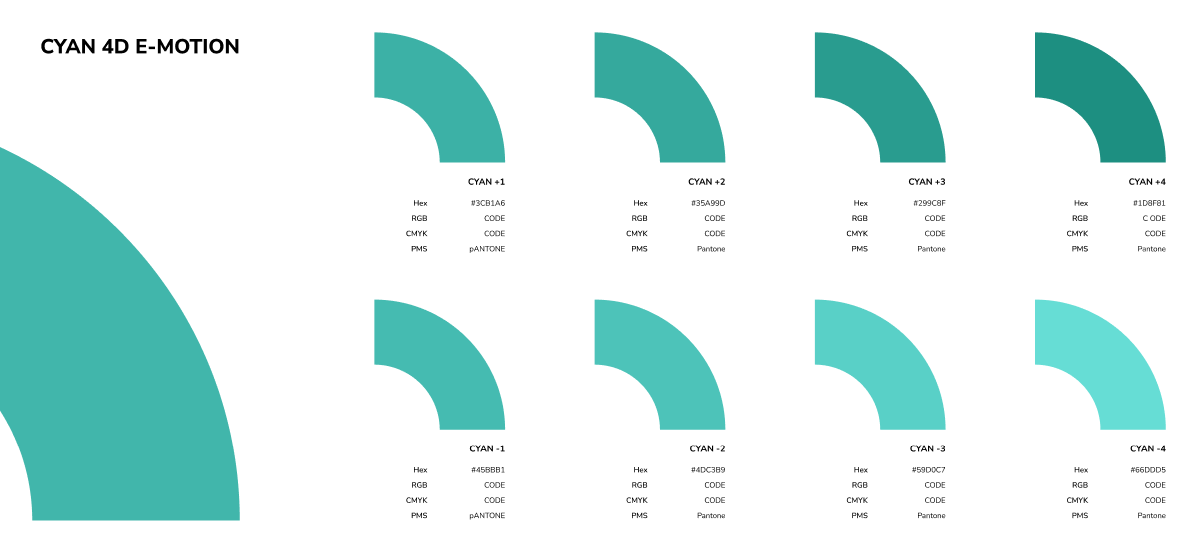 CYAN 4D E-MOTION
CYAN +1
Hex #3CB1A6
RGB CODE
CMYK CODE
PMS pANTONE
CYAN +2
Hex #35A99D
RGB CODE
CMYK CODE
PMS Pantone
CYAN +3
Hex #299C8F
RGB CODE
CMYK CODE
PMS Pantone
CYAN +4
Hex #1D8F81
RGB C ODE
CMYK CODE
PMS Pantone
CYAN -1
Hex #45BBB1
RGB CODE
CMYK CODE
PMS pANTONE
CYAN -2
Hex #4DC3B9
RGB CODE
CMYK CODE
PMS Pantone
CYAN -3
Hex #59D0C7
RGB CODE
CMYK CODE
PMS Pantone
CYAN -4
Hex #66DDD5
RGB CODE
CMYK CODE
PMS Pantone